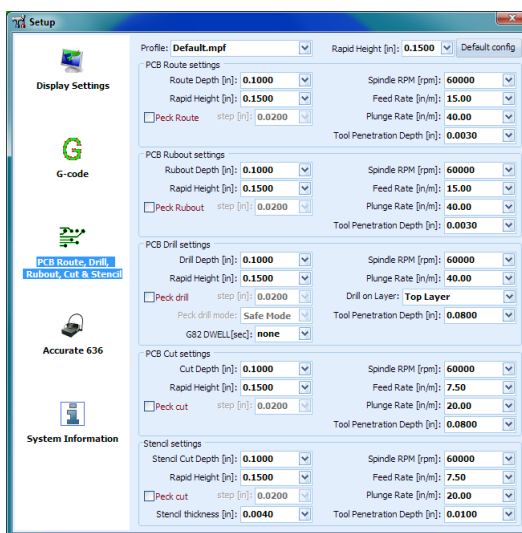 Setup
Profile: Default.mpf Rapid Height [in]: 0.1500 Default config
Display Settings
G-code
PCB Route, Drill,
Rubout, Cut & Stencil
Accurate 636
System Information
PCB Route settings
Route Depth [in]: 0.1000 Spindle RPM [rpm]: 60000
Rapid Height [in]: 0.1500 Feed Rate [in/m]: 15.00
Peck Route step [in]: 0.0200 Plunge Rate [in/m]: 40.00
Tool Penetration Depth [in]: 0.0030
PCB Rubout settings
Rubout Depth [in]: 0.1000 Spindle RPM [rpm]: 60000
Rapid Height [in]: 0.1500 Feed Rate [in/m]: 15.00
Peck Rubout step [in]: 0.0200 Plunge Rate [in/m]: 40.00
Tool Penetration Depth [in]: 0.0030
PCB Drill settings
Drill Depth [in]: 0.1000 Spindle RPM [rpm]: 60000
Rapid Height [in]: 0.1500 Plunge Rate [in/m]: 40.00
Peck drill step [in]: 0.0200 Drill on Layer: Top Layer
Peck drill mode: Safe Mode Tool Penetration Depth [in]: 0.0800
G82 DWELL[sec]: none
PCB Cut settings
Cut Depth [in]: 0.1000 Spindle RPM [rpm]: 60000
Rapid Height [in]: 0.1500 Feed Rate [in/m]: 7.50
Peck cut step [in]: 0.0200 Plunge Rate [in/m]: 20.00
Tool Penetration Depth [in]: 0.0800
Stencil settings
Stencil Cut Depth [in]: 0.1000 Spindle RPM [rpm]: 60000
Rapid Height [in]: 0.1500 Feed Rate [in/m]: 7.50
Peck cut step [in]: 0.0200 Plunge Rate [in/m]: 20.00
Stencil thickness [in]: 0.0040 Tool Penetration Depth [in]: 0.0100